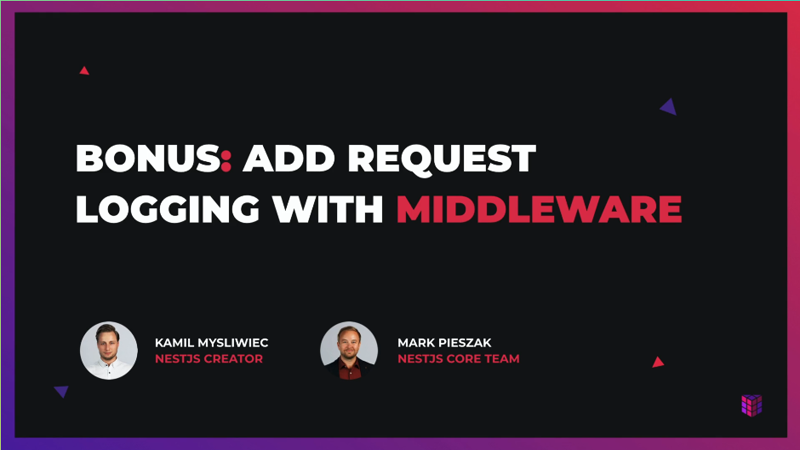 BONUS: ADD REQUEST
LOGGING WITH MIDDLEWARE
KAMIL MYSLIWIEC
NESTJS CREATOR
MARK PIESZAK
NESTJS CORE TEAM